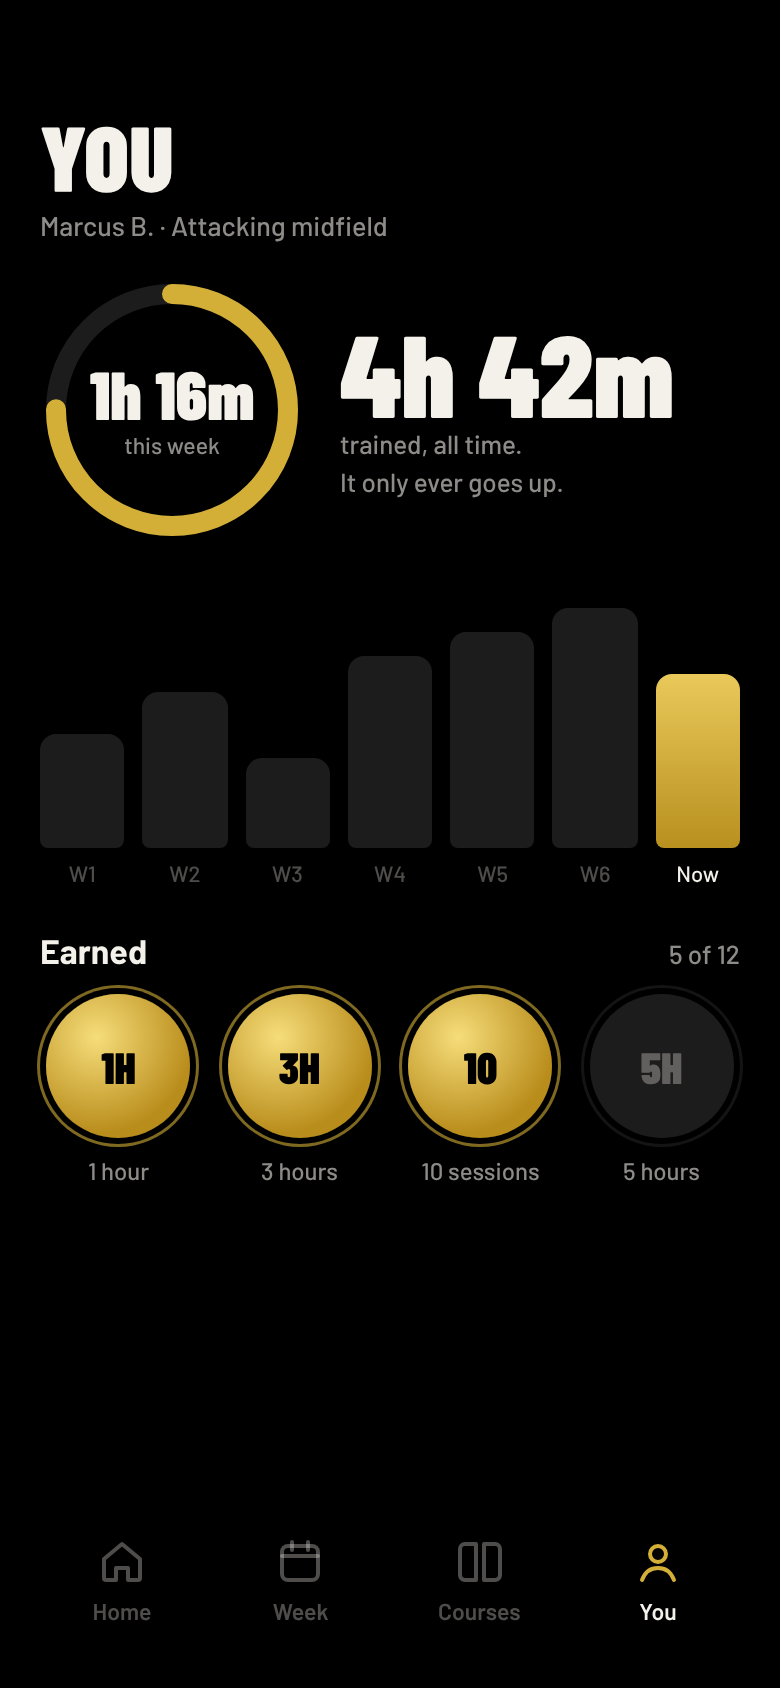 YOU
Marcus B. · Attacking midfield
1h 16m
this week
4h 42m
trained, all time.
It only ever goes up.
W1 W2 W3 W4 W5 W6 Now
Earned 5 of 12
1H 3H 10 5H
1 hour 3 hours 10 sessions 5 hours
Home Week Courses You